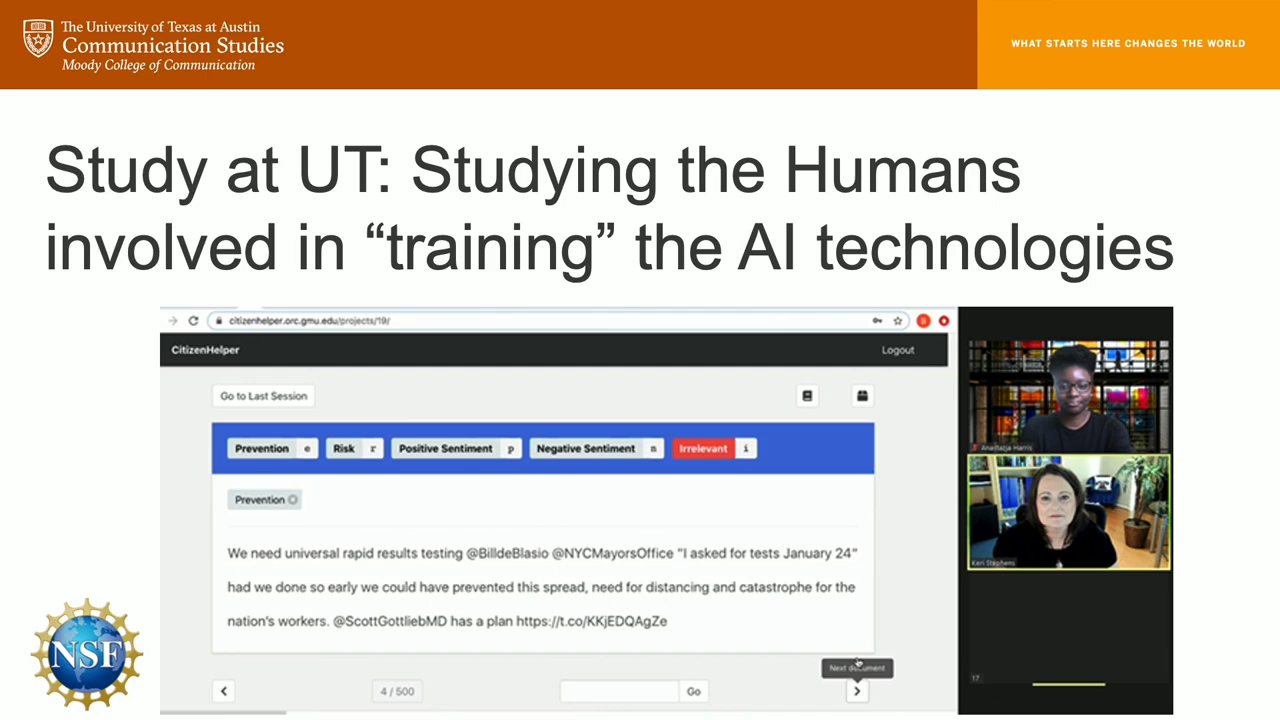 The University of Texas at Austin
Communication Studies
Moody College of Communication
WHAT STARTS HERE CHANGES THE WORLD
Study at UT: Studying the Humans
involved in “training” the AI technologies
citizenhelper.orc.gmu.edu/projects/19/
CitizenHelper
Logout
Go to Last Session
Prevention e Risk r Positive Sentiment p Negative Sentiment n Irrelevant i
Prevention
We need universal rapid results testing @BilldeBlasio @NYCMayorsOffice "I asked for tests January 24"
had we done so early we could have prevented this spread, need for distancing and catastrophe for the
nation's workers. @ScottGottliebMD has a plan https://t.co/KKjEDQAgZe
Next document
4 / 500
Go
Anastazja Harris
Keri Stephens
17
NSF